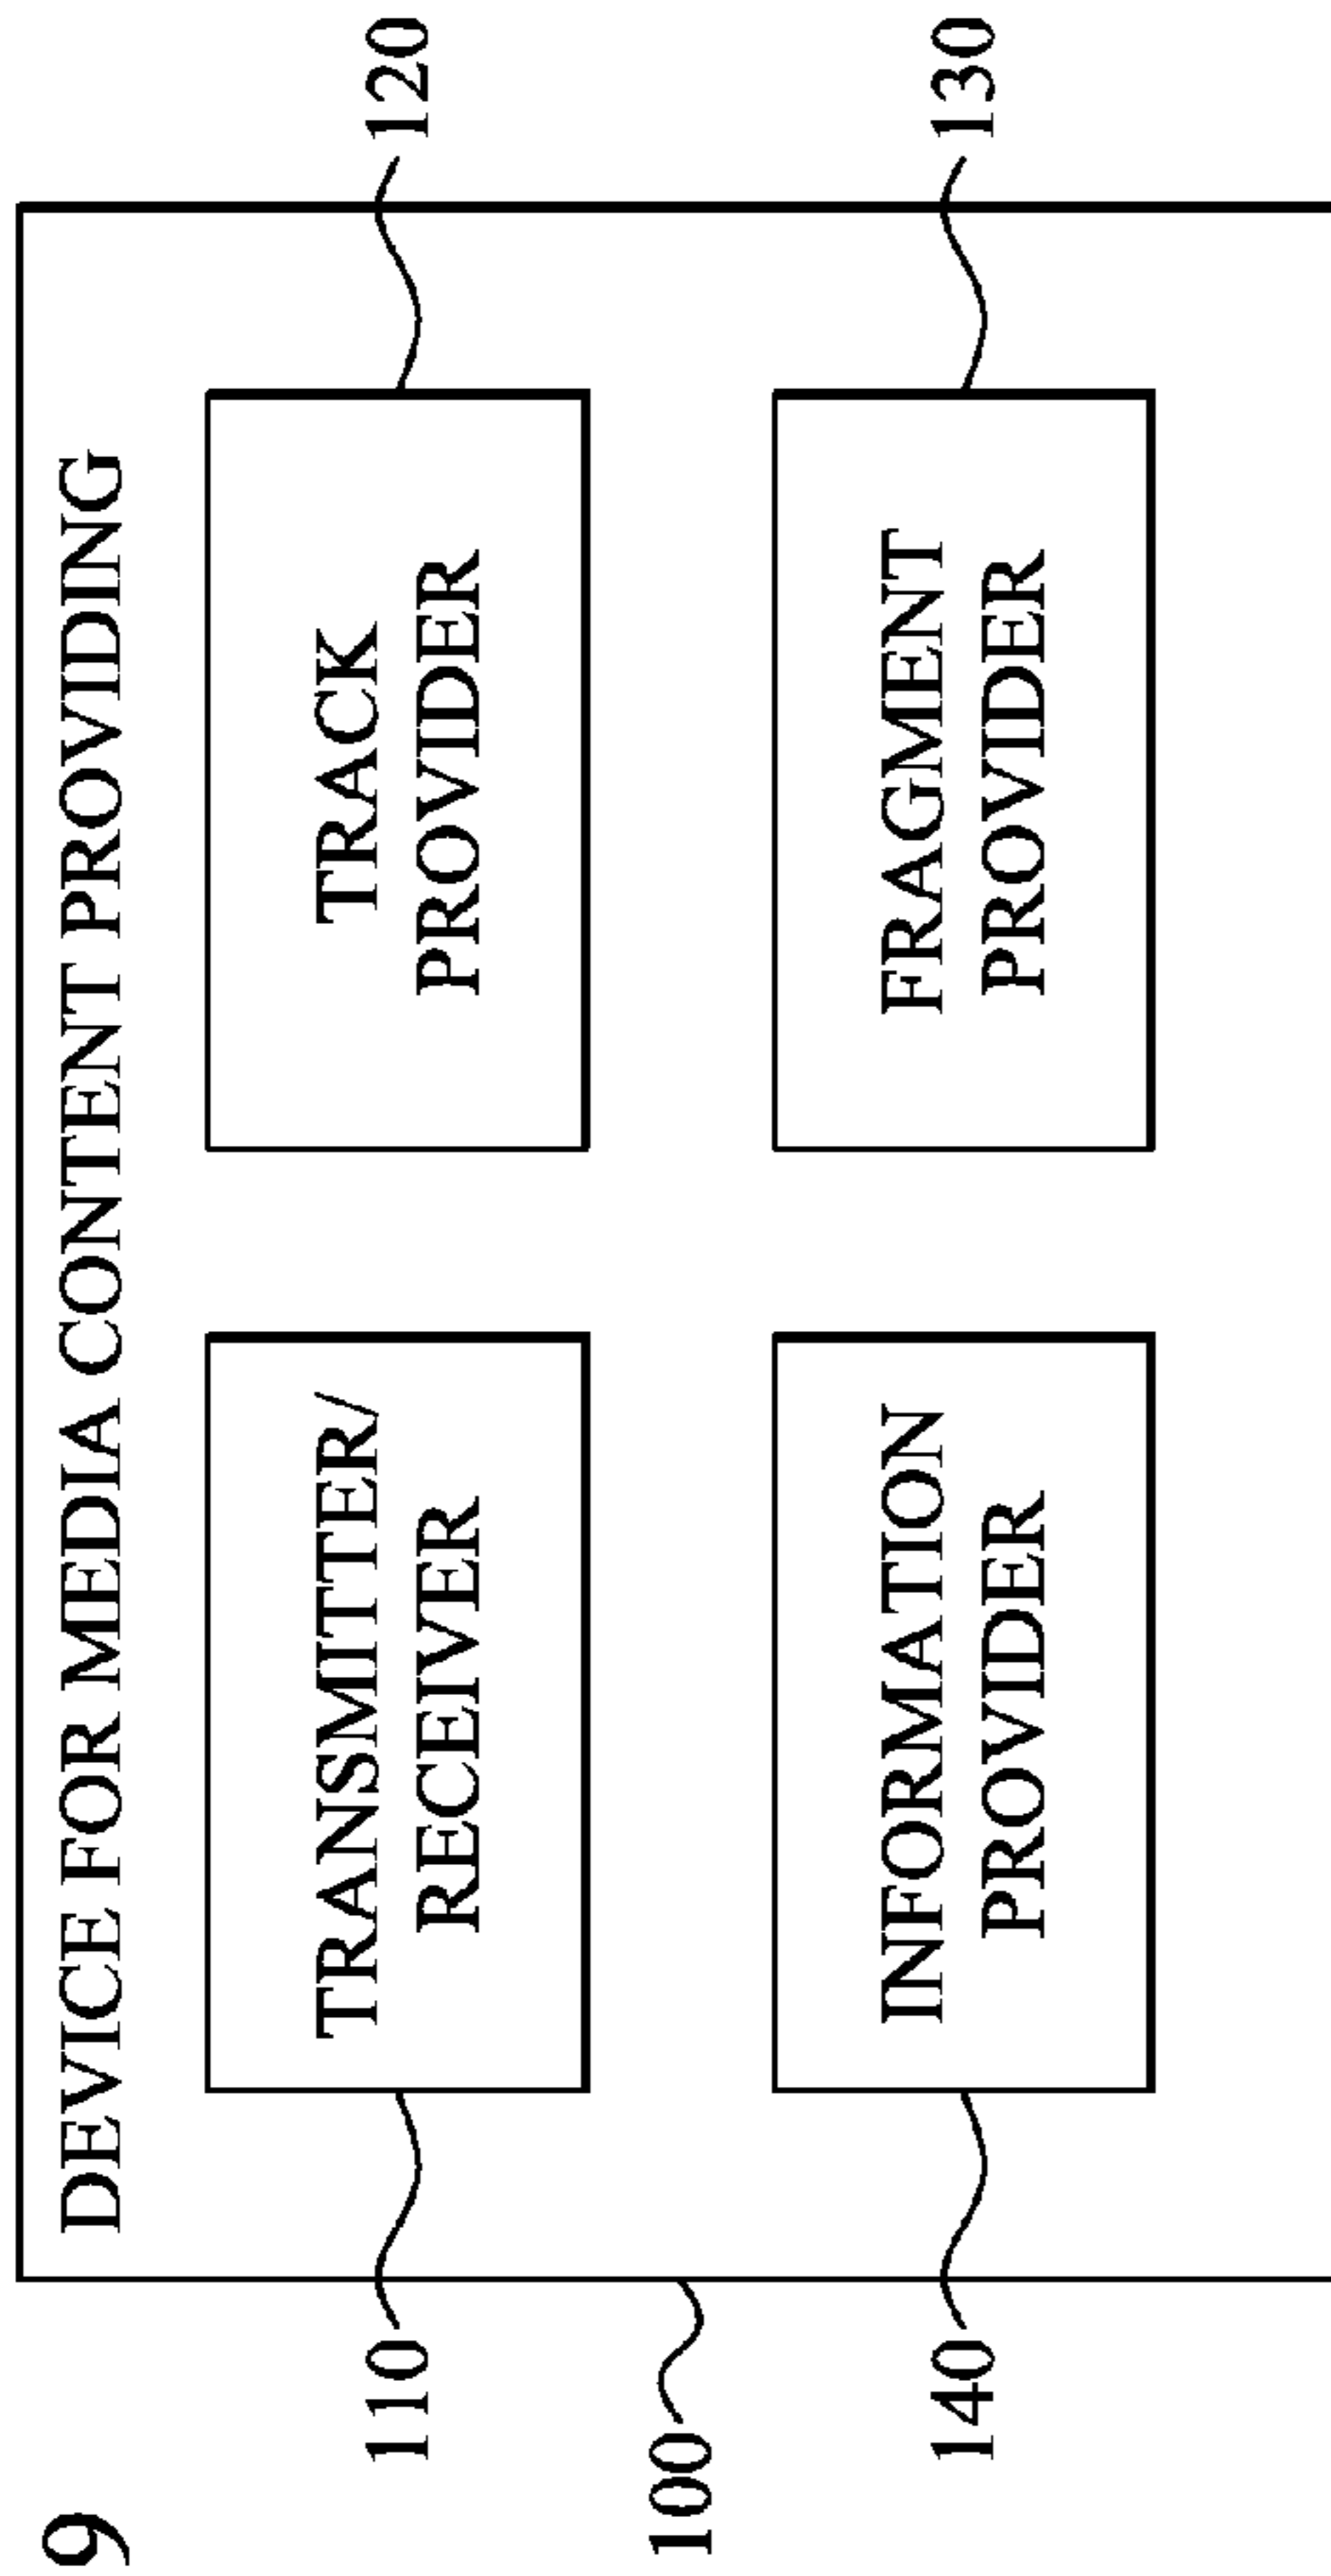 9
DEVICE FOR MEDIA CONTENT PROVIDING
110
TRANSMITTER/
RECEIVER
TRACK
PROVIDER
120
100
140
INFORMATION
PROVIDER
FRAGMENT
PROVIDER
130